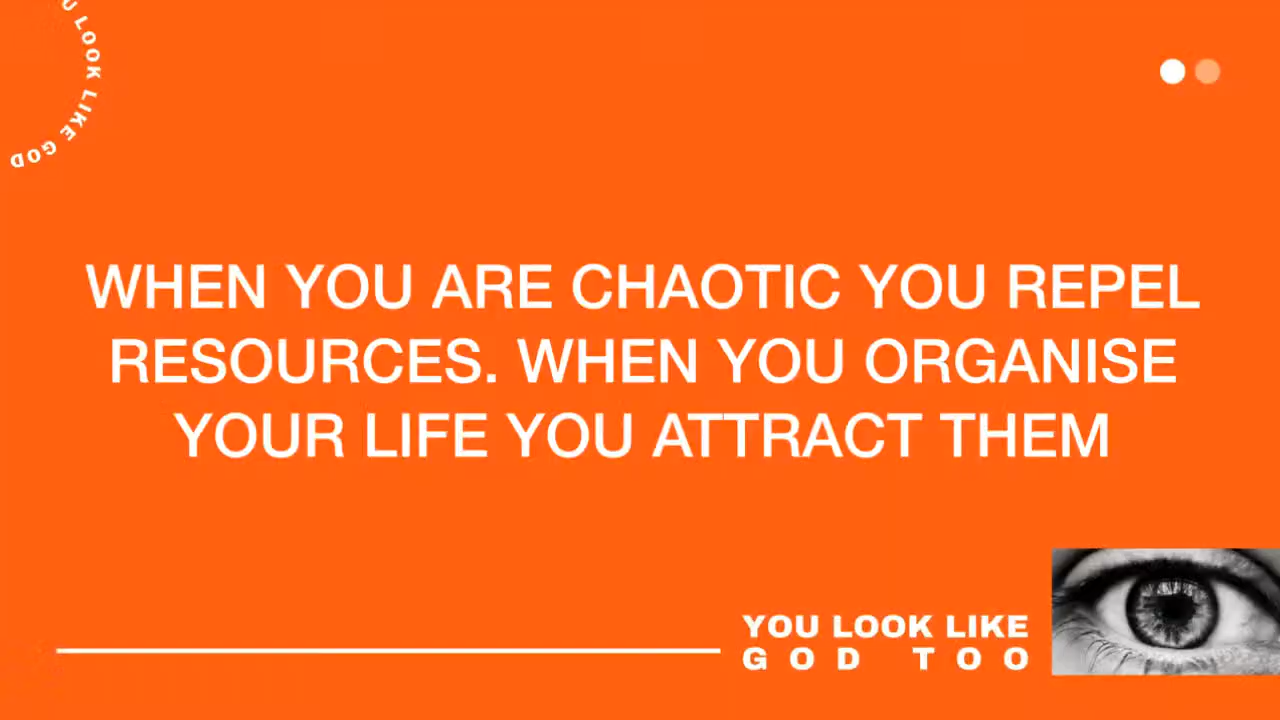 U LOOK LIKE GOD
WHEN YOU ARE CHAOTIC YOU REPEL
RESOURCES. WHEN YOU ORGANISE
YOUR LIFE YOU ATTRACT THEM
YOU LOOK LIKE
GOD TOO